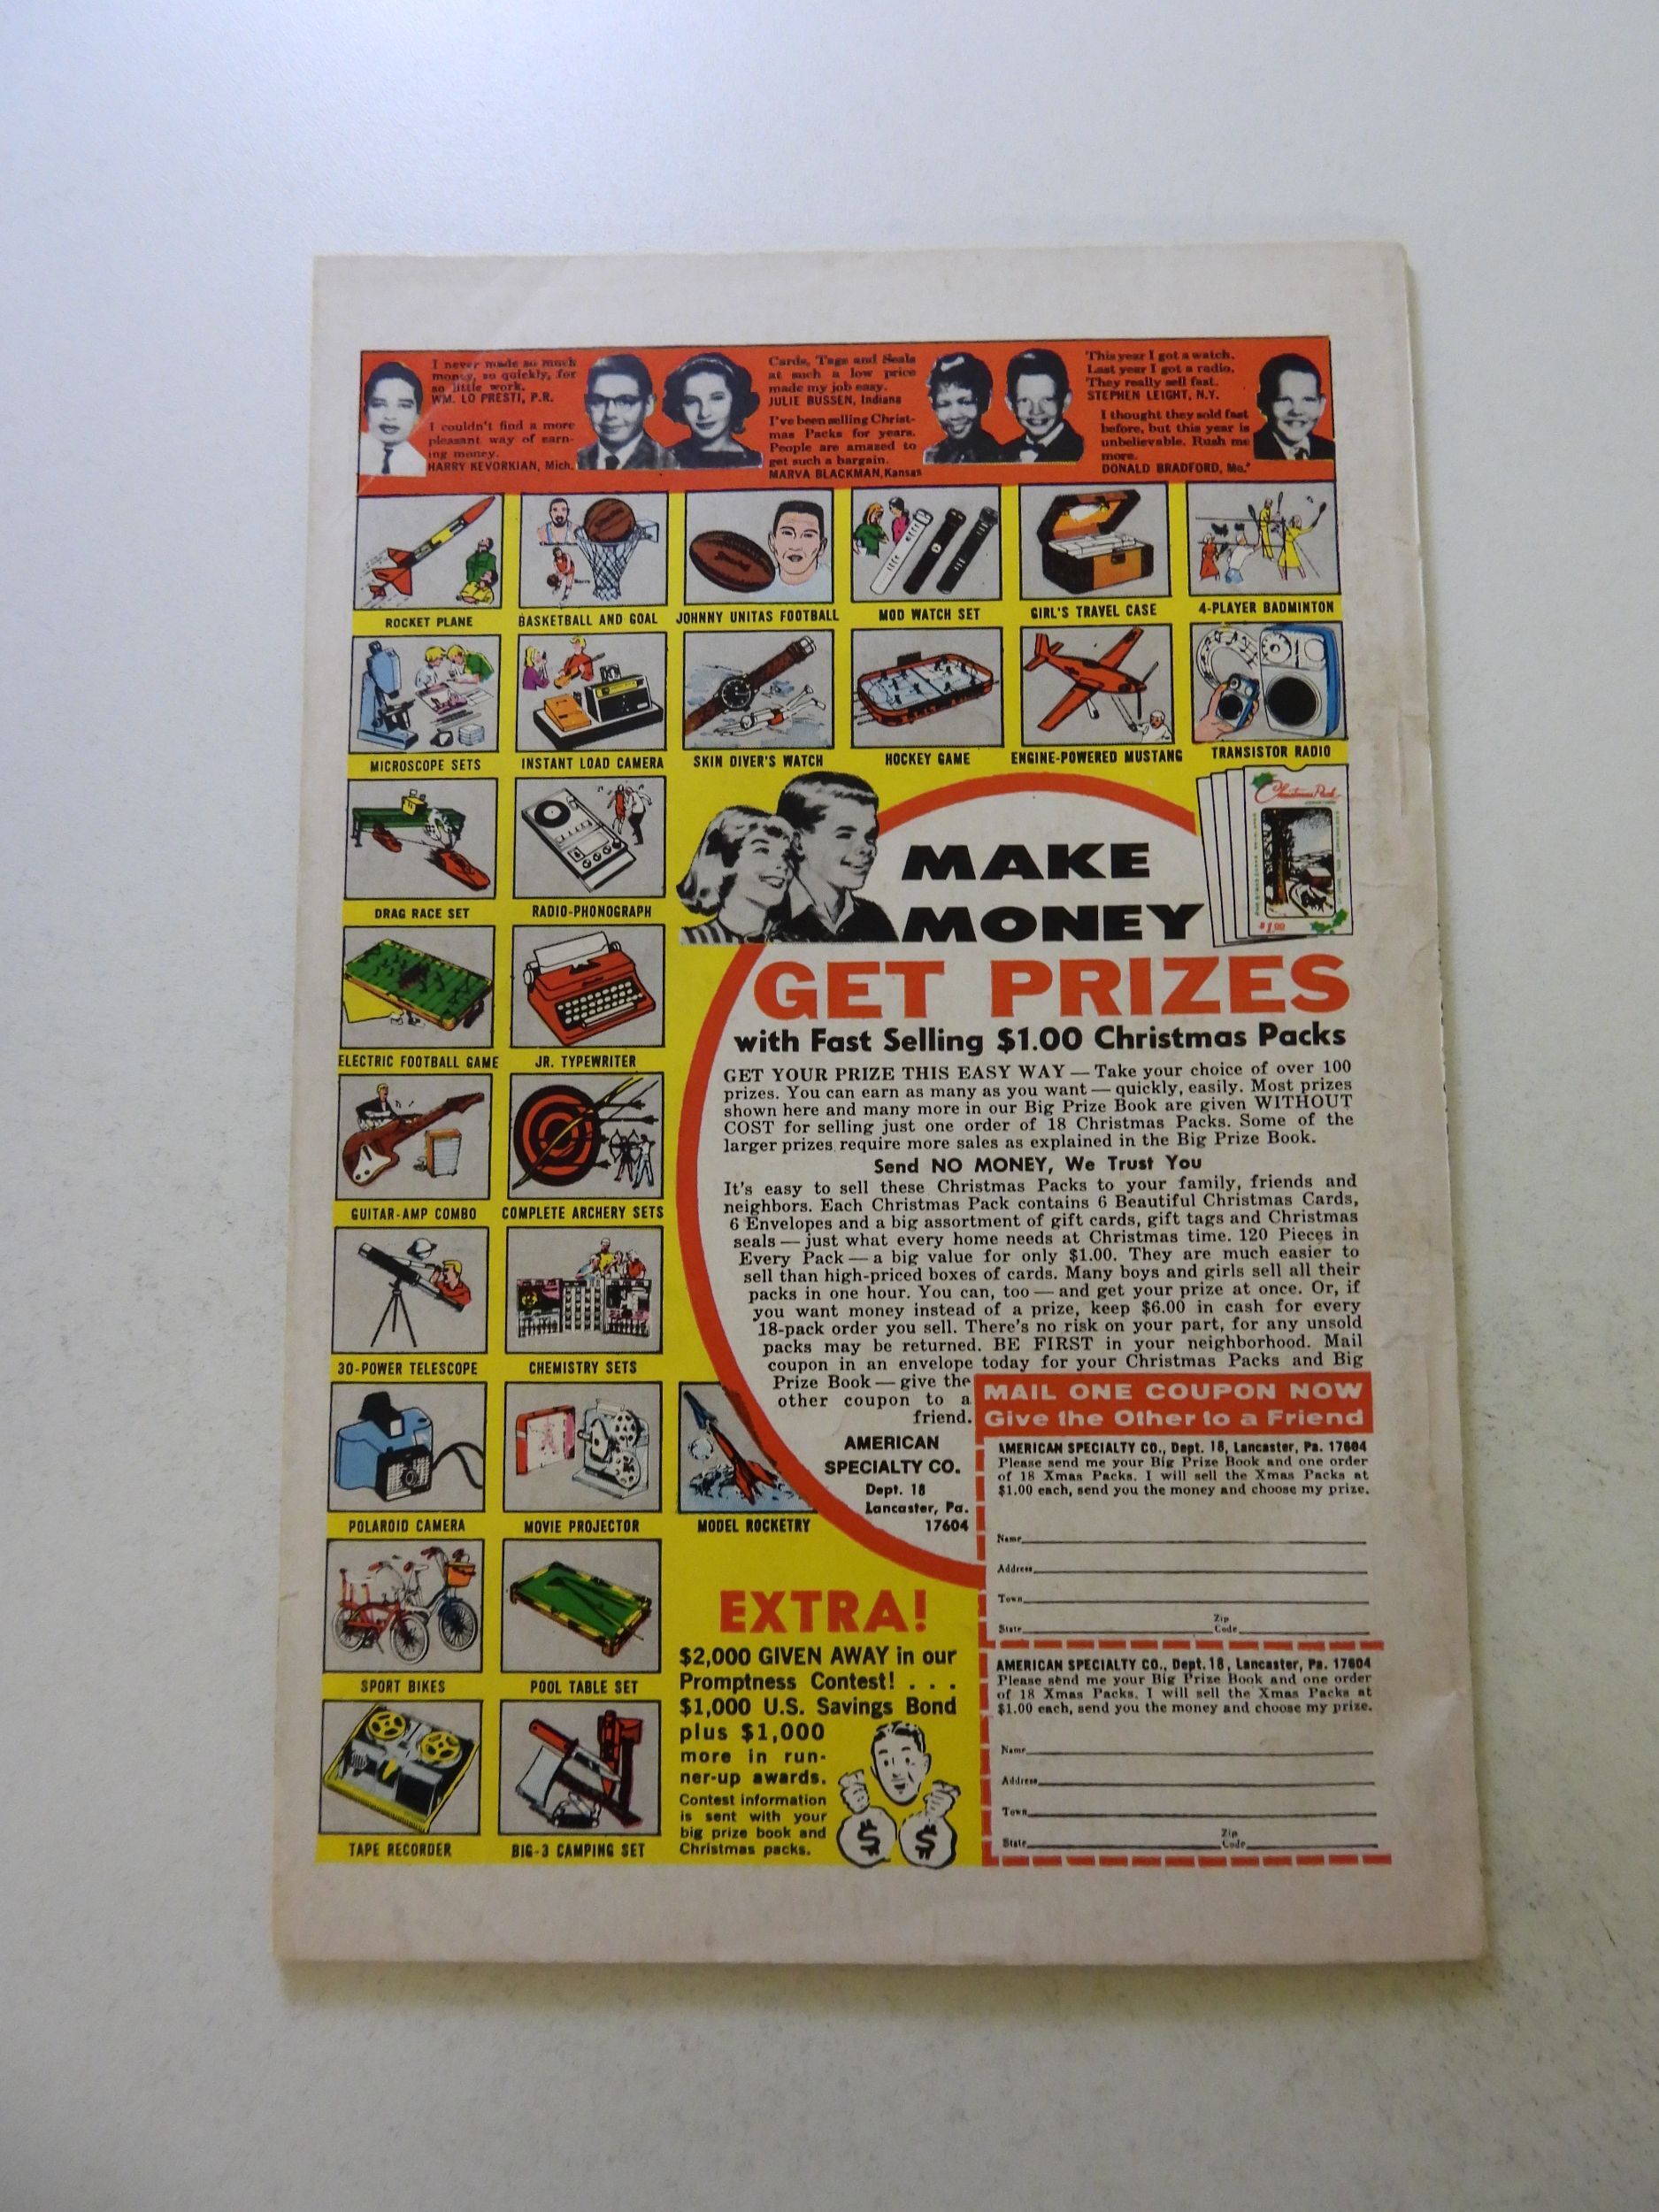 I never made so much
money, so quickly, for
so little work.
WM. LO PRESTI, P.R.
I couldn't find a more
pleasant way of earn-
ing money.
HARRY KEVORKIAN, Mich.
Cards, Tags and Seals
at such a low price
made my job easy.
JULIE BUSSEN, Indiana
I've been selling Christ-
mas Packs for years.
People are amazed to
get such a bargain.
MARVA BLACKMAN, Kansas
This year I got a watch.
Last year I got a radio.
They really sell fast.
STEPHEN LEIGHT, N.Y.
I thought they sold fast
before, but this year is
unbelievable. Rush me
more.
DONALD BRADFORD, Mo.
ROCKET PLANE
BASKETBALL AND GOAL
JOHNNY UNITAS FOOTBALL
MOD WATCH SET
GIRL'S TRAVEL CASE
4-PLAYER BADMINTON
MICROSCOPE SETS
INSTANT LOAD CAMERA
SKIN DIVER'S WATCH
HOCKEY GAME
ENGINE-POWERED MUSTANG
TRANSISTOR RADIO
DRAG RACE SET
RADIO-PHONOGRAPH
ELECTRIC FOOTBALL GAME
JR. TYPEWRITER
GUITAR-AMP COMBO
COMPLETE ARCHERY SETS
30-POWER TELESCOPE
CHEMISTRY SETS
POLAROID CAMERA
MOVIE PROJECTOR
MODEL ROCKETRY
SPORT BIKES
POOL TABLE SET
TAPE RECORDER
BIG-3 CAMPING SET
Christmas Pack
$1.00
MAKE
MONEY
GET PRIZES
with Fast Selling $1.00 Christmas Packs
GET YOUR PRIZE THIS EASY WAY — Take your choice of over 100
prizes. You can earn as many as you want — quickly, easily. Most prizes
shown here and many more in our Big Prize Book are given WITHOUT
COST for selling just one order of 18 Christmas Packs. Some of the
larger prizes require more sales as explained in the Big Prize Book.
Send NO MONEY, We Trust You
It's easy to sell these Christmas Packs to your family, friends and
neighbors. Each Christmas Pack contains 6 Beautiful Christmas Cards,
6 Envelopes and a big assortment of gift cards, gift tags and Christmas
seals — just what every home needs at Christmas time. 120 Pieces in
Every Pack — a big value for only $1.00. They are much easier to
sell than high-priced boxes of cards. Many boys and girls sell all their
packs in one hour. You can, too — and get your prize at once. Or, if
you want money instead of a prize, keep $6.00 in cash for every
18-pack order you sell. There's no risk on your part, for any unsold
packs may be returned. BE FIRST in your neighborhood. Mail
coupon in an envelope today for your Christmas Packs and Big
Prize Book — give the
other coupon to a
friend.
AMERICAN
SPECIALTY CO.
Dept. 18
Lancaster, Pa.
17604
EXTRA!
$2,000 GIVEN AWAY in our
Promptness Contest! . . .
$1,000 U.S. Savings Bond
plus $1,000
more in run-
ner-up awards.
Contest information
is sent with your
big prize book and
Christmas packs.
$ $
MAIL ONE COUPON NOW
Give the Other to a Friend
AMERICAN SPECIALTY CO., Dept. 18, Lancaster, Pa. 17604
Please send me your Big Prize Book and one order
of 18 Xmas Packs. I will sell the Xmas Packs at
$1.00 each, send you the money and choose my prize.
Name
Address
Town
State Zip Code
AMERICAN SPECIALTY CO., Dept. 18, Lancaster, Pa. 17604
Please send me your Big Prize Book and one order
of 18 Xmas Packs. I will sell the Xmas Packs at
$1.00 each, send you the money and choose my prize.
Name
Address
Town
State Zip Code